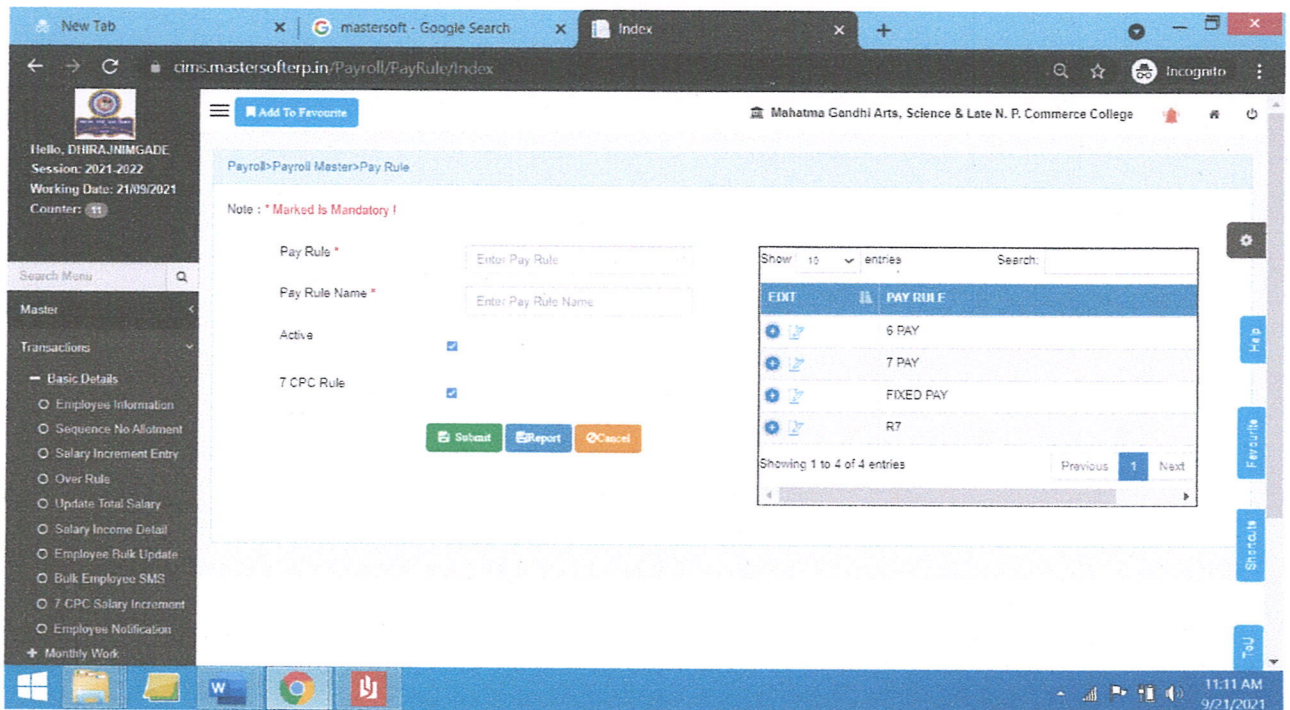 New Tab
mastersoft - Google Search
Index
cims.mastersofterp.in/Payroll/PayRule/Index
Incognito
Add To Favourite
Mahatma Gandhi Arts, Science & Late N. P. Commerce College
Hello, DHIRAJNIMGADE
Session: 2021-2022
Working Date: 21/09/2021
Counter: 11
Search Menu
Master
Transactions
Basic Details
Employee Information
Sequence No Allotment
Salary Increment Entry
Over Rule
Update Total Salary
Salary Income Detail
Employee Bulk Update
Bulk Employee SMS
7 CPC Salary Increment
Employee Notification
Monthly Work
Payroll>Payroll Master>Pay Rule
Note : * Marked Is Mandatory !
Pay Rule *
Enter Pay Rule
Pay Rule Name *
Enter Pay Rule Name
Active
7 CPC Rule
Submit
Report
Cancel
Show 10 entries Search:
EDIT PAY RULE
6 PAY
7 PAY
FIXED PAY
R7
Showing 1 to 4 of 4 entries
Previous 1 Next
Help
Favourite
Shortcuts
ToU
11:11 AM
9/21/2021